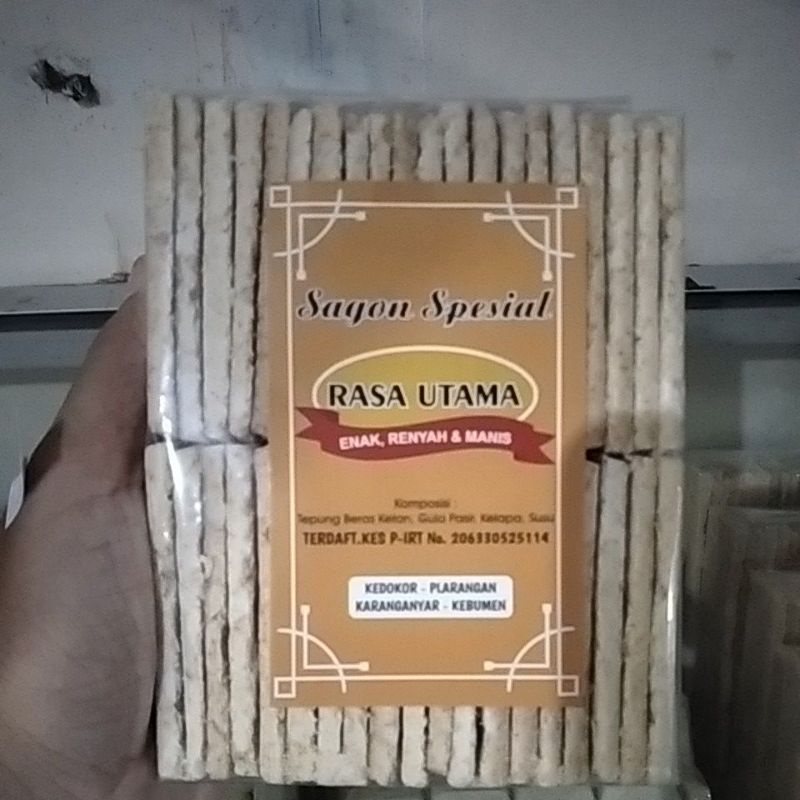 Sagon Spesial
RASA UTAMA
ENAK, RENYAH & MANIS
Komposisi :
Tepung Beras Ketan, Gula Pasir, Kelapa, Susu
TERDAFT.KES P-IRT No. 206330525114
KEDOKOR - PLARANGAN
KARANGANYAR - KEBUMEN